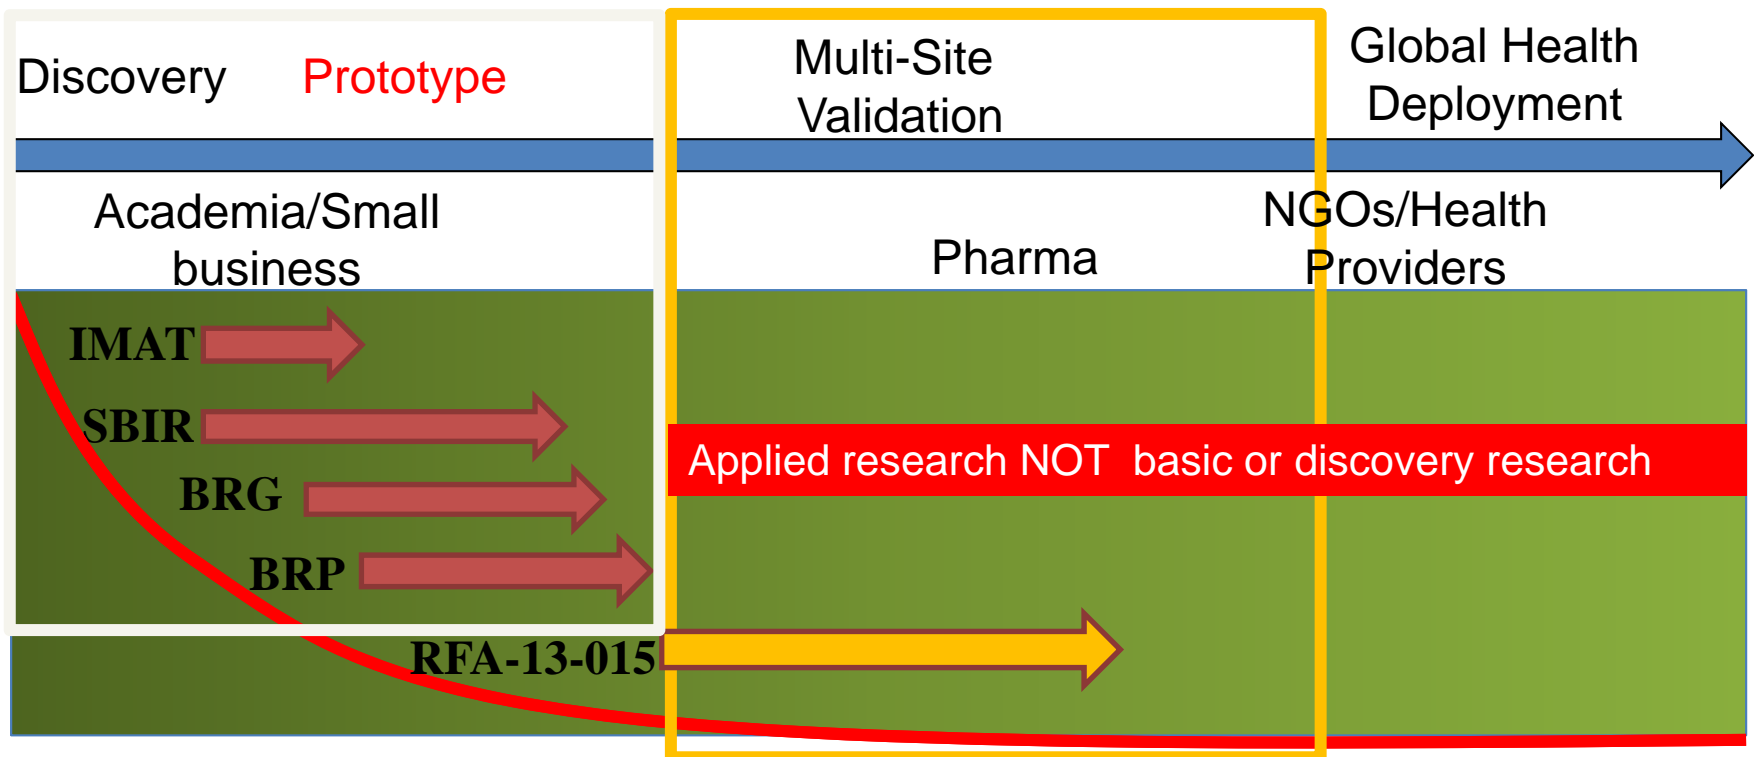 Discovery
Prototype
Multi-Site
Validation
Global Health
Deployment
Academia/Small
business
Pharma
NGOs/Health
Providers
IMAT
SBIR
BRG
BRP
RFA-13-015
Applied research NOT  basic or discovery research